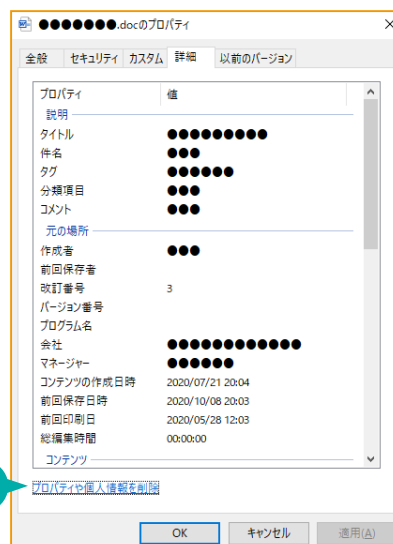 ●●●●●●●.docのプロパティ
全般 セキュリティ カスタム 詳細 以前のバージョン
プロパティ 値
説明
タイトル ●●●●●●●●●
件名 ●●●
タグ ●●●●●●
分類項目 ●●●
コメント ●●●
元の場所
作成者 ●●●
前回保存者
改訂番号 3
バージョン番号
プログラム名
会社 ●●●●●●●●●●●●
マネージャー ●●●●●●
コンテンツの作成日時 2020/07/21 20:04
前回保存日時 2020/10/08 20:03
前回印刷日 2020/05/28 12:03
総編集時間 00:00:00
コンテンツ
プロパティや個人情報を削除
OK キャンセル 適用(A)